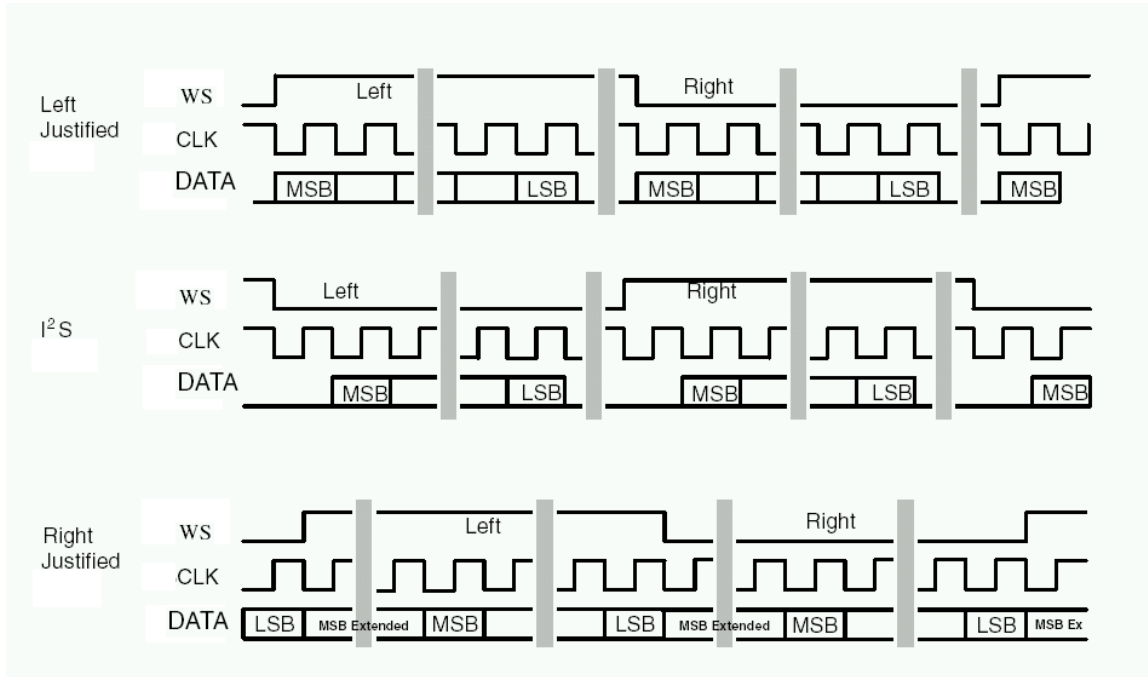 WS Left Right
Left
Justified
CLK
DATA MSB LSB MSB LSB MSB
WS Left Right
I²S
CLK
DATA MSB LSB MSB LSB MSB
WS Left Right
Right
Justified
CLK
DATA LSB MSB Extended MSB LSB MSB Extended MSB LSB MSB Ex